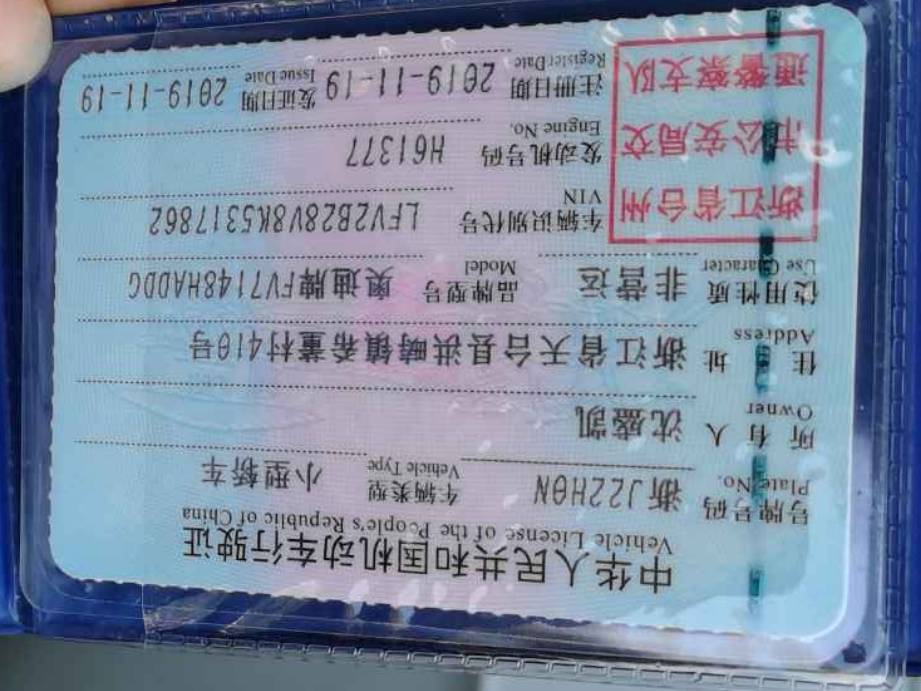 中华人民共和国机动车行驶证
Vehicle License of the People's Republic of China
号牌号码 浙J22H0N 车辆类型 小型轿车
Plate No. Vehicle Type
所有人 沈盛凯
Owner
住址 浙江省天台县洪畴镇希董村410号
Address
使用性质 非营运 品牌型号 奥迪牌FV7148HADDG
Use Character Model
浙江省台州
市公安局交
通警察支队
车辆识别代号 LFV2B28V8K5317862
VIN
发动机号码 H61377
Engine No.
注册日期 2019-11-19 发证日期 2019-11-19
Register Date Issue Date